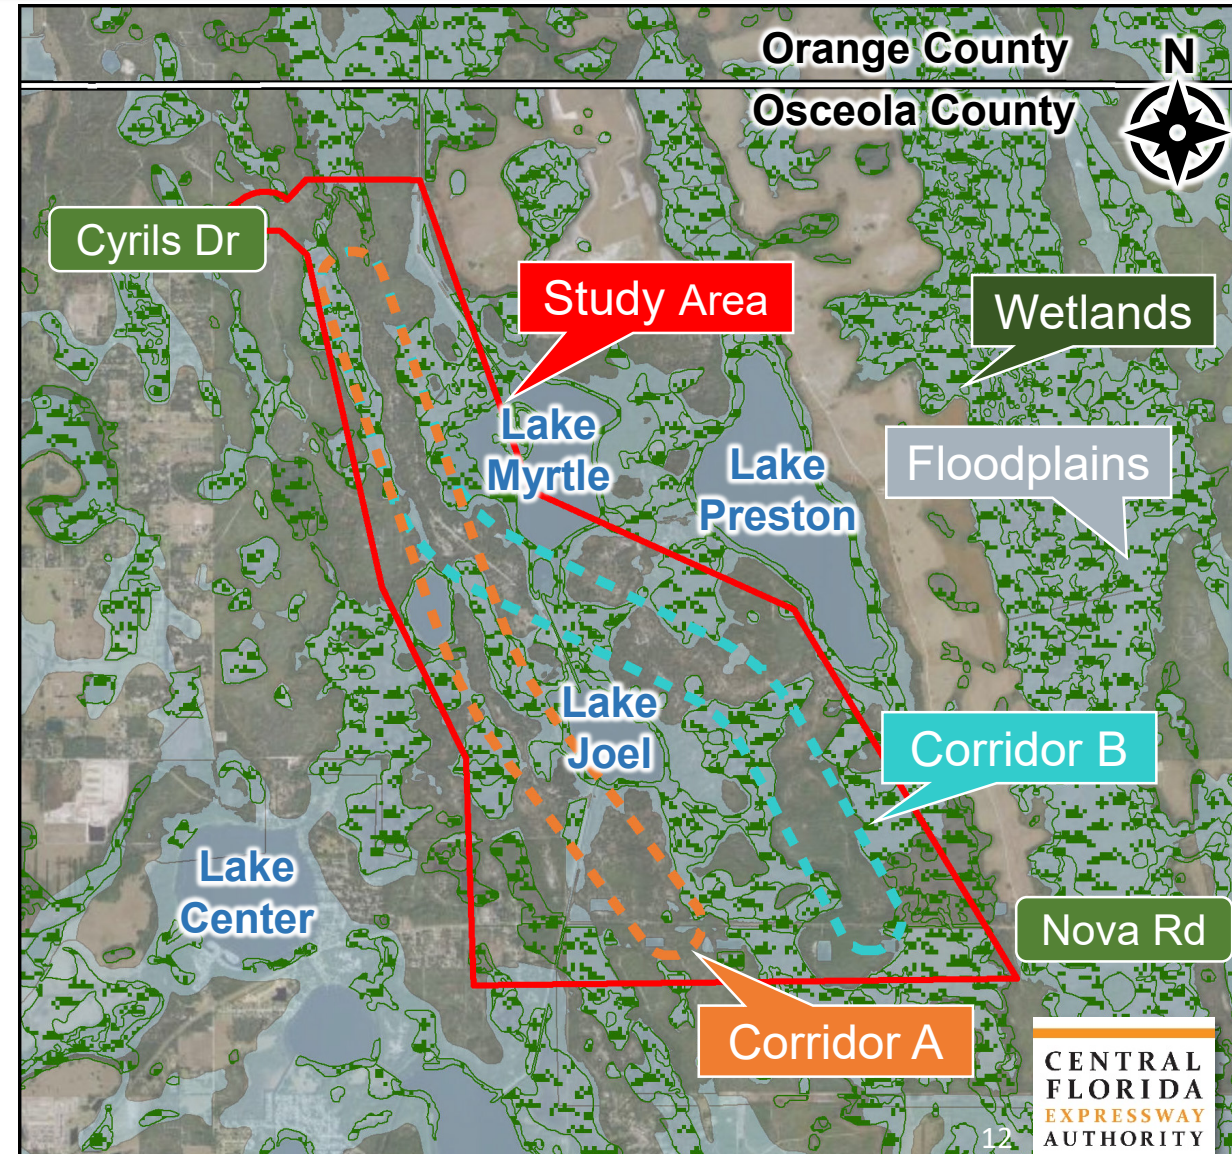 Orange County
N
Osceola County
Cyrils Dr
Study Area
Wetlands
Lake
Myrtle
Lake
Preston
Floodplains
Lake
Joel
Corridor B
Lake
Center
Nova Rd
Corridor A
CENTRAL
FLORIDA
EXPRESSWAY
AUTHORITY
12